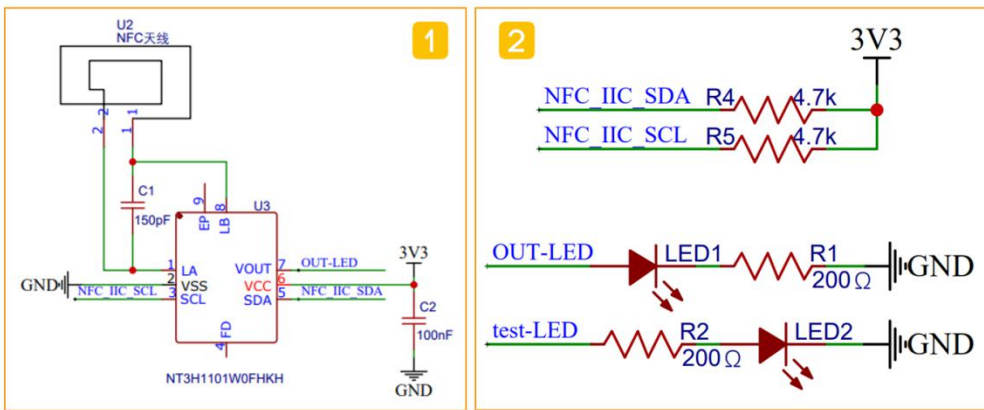 1
U2
NFC天线
2
1
2
1
C1
150pF
9
EP
8
LB
U3
1
LA
2
VSS
3
SCL
GND
NFC_IIC_SCL
VOUT
7
OUT-LED
VCC
6
SDA
5
NFC_IIC_SDA
3V3
4
FD
C2
100nF
GND
NT3H1101W0FHKH
2
3V3
NFC_IIC_SDA R4 4.7k
NFC_IIC_SCL R5 4.7k
OUT-LED LED1 R1
200Ω GND
test-LED R2 LED2
200Ω GND